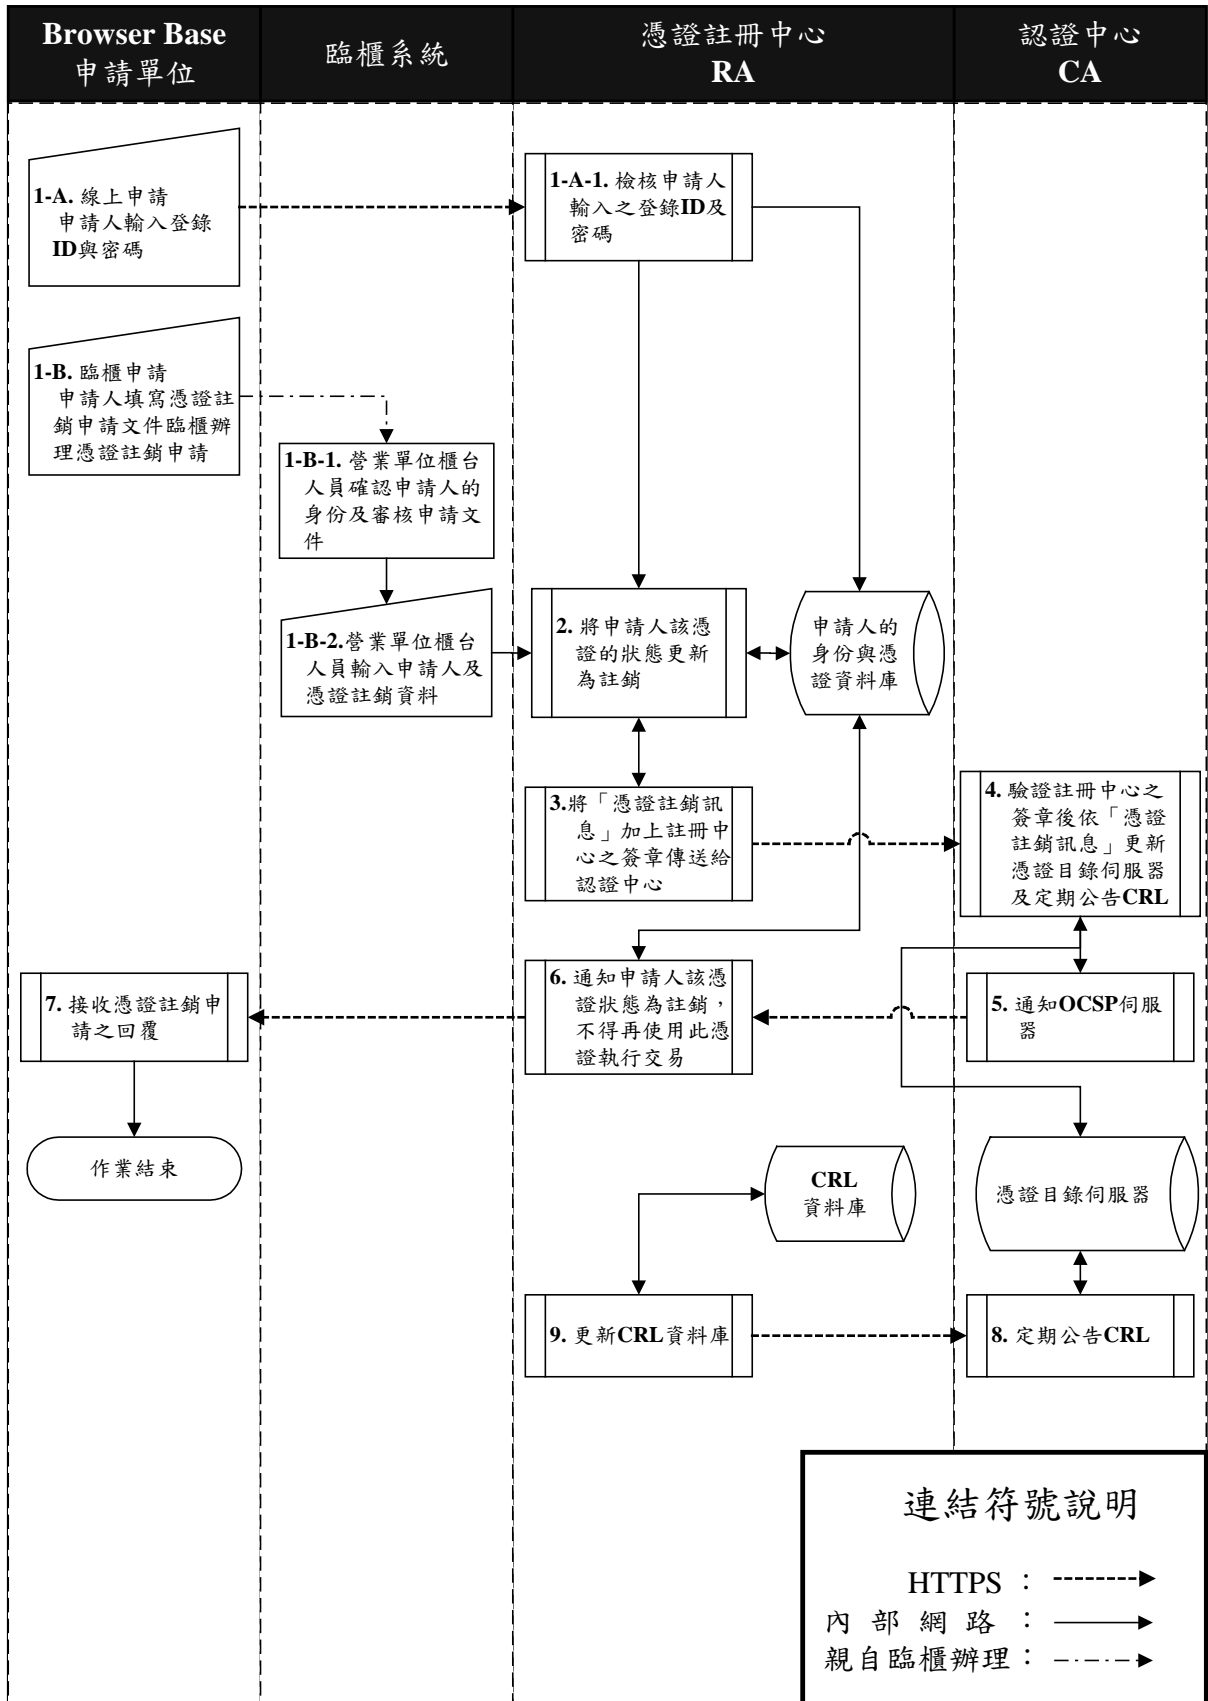 Browser Base
申請單位
臨櫃系統
憑證註冊中心
RA
認證中心
CA
1-A. 線上申請
申請人輸入登錄
ID與密碼
1-A-1. 檢核申請人
輸入之登錄ID及
密碼
1-B. 臨櫃申請
申請人填寫憑證註
銷申請文件臨櫃辦
理憑證註銷申請
1-B-1. 營業單位櫃台
人員確認申請人的
身份及審核申請文
件
1-B-2.營業單位櫃台
人員輸入申請人及
憑證註銷資料
2. 將申請人該憑
證的狀態更新
為註銷
申請人的
身份與憑
證資料庫
3.將「憑證註銷訊
息」加上註冊中
心之簽章傳送給
認證中心
4. 驗證註冊中心之
簽章後依「憑證
註銷訊息」更新
憑證目錄伺服器
及定期公告CRL
5. 通知OCSP伺服
器
6. 通知申請人該憑
證狀態為註銷，
不得再使用此憑
證執行交易
7. 接收憑證註銷申
請之回覆
作業結束
CRL
資料庫
憑證目錄伺服器
9. 更新CRL資料庫
8. 定期公告CRL
連結符號說明
HTTPS：
內部網路：
親自臨櫃辦理：